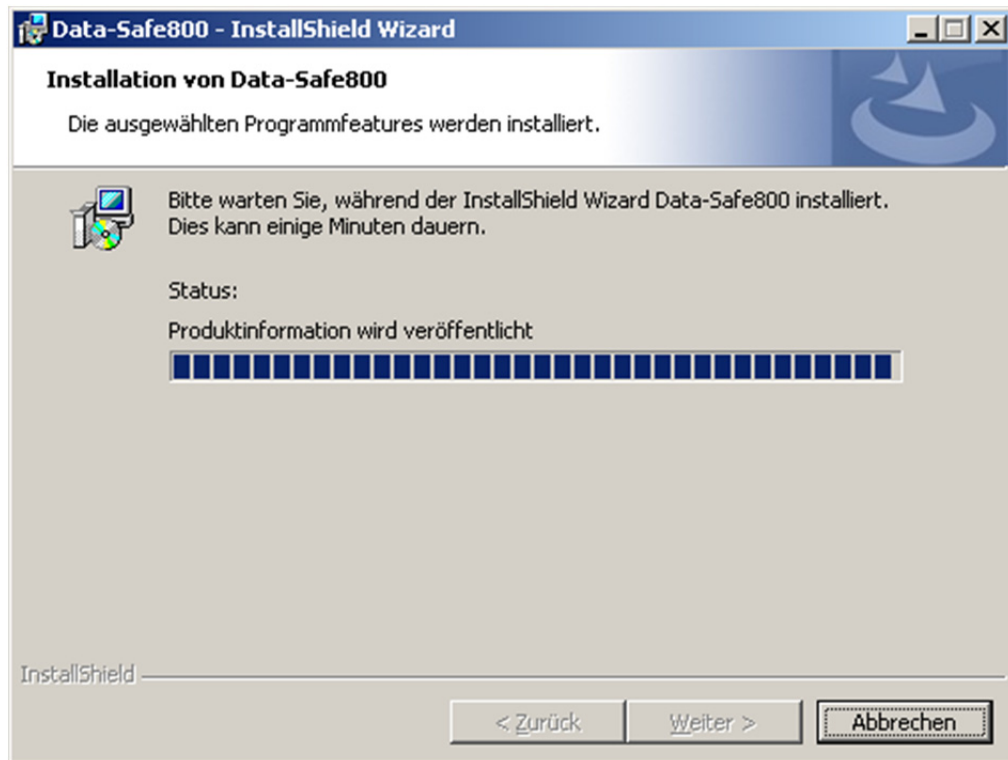 Data-Safe800 - InstallShield Wizard
Installation von Data-Safe800
Die ausgewählten Programmfeatures werden installiert.
Bitte warten Sie, während der InstallShield Wizard Data-Safe800 installiert.
Dies kann einige Minuten dauern.
Status:
Produktinformation wird veröffentlicht
InstallShield
< Zurück
Weiter >
Abbrechen